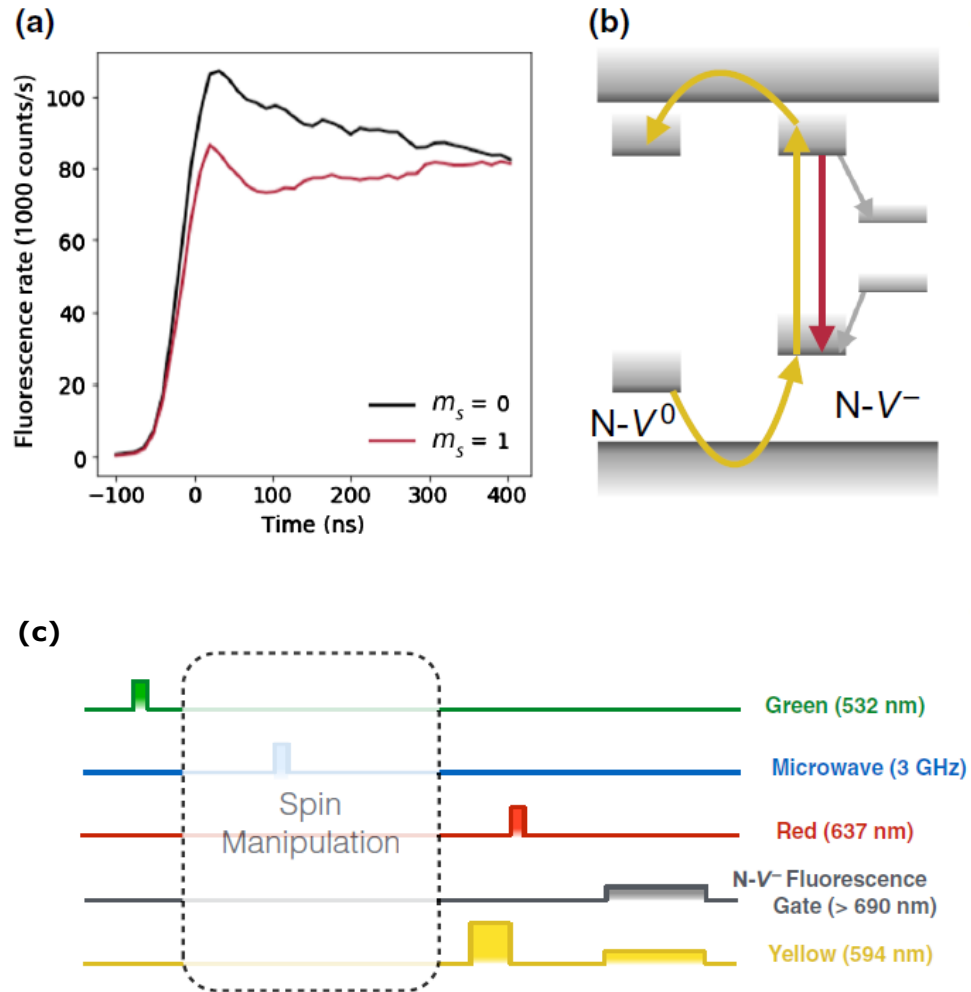 (a)
Fluorescence rate (1000 counts/s)
100
80
60
40
20
0
m_s = 0
m_s = 1
−100
0
100
200
300
400
Time (ns)
(b)
N-V⁰
N-V⁻
(c)
Green (532 nm)
Microwave (3 GHz)
Spin
Manipulation
Red (637 nm)
N-V⁻ Fluorescence
Gate (> 690 nm)
Yellow (594 nm)